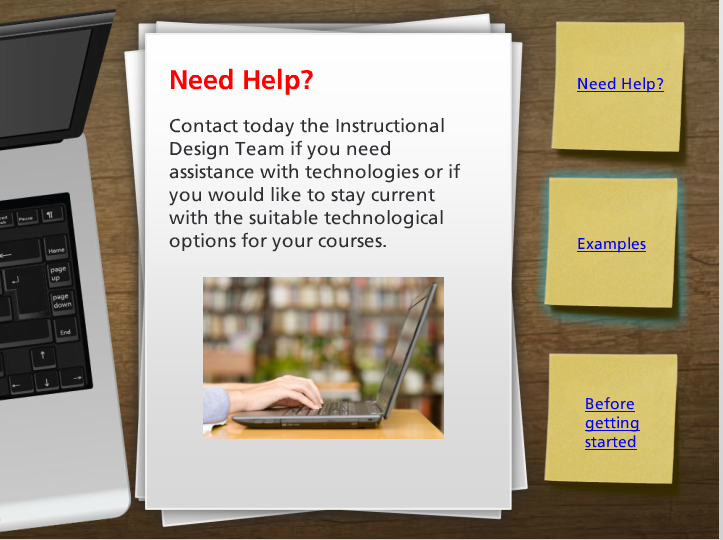 Need Help?
Contact today the Instructional
Design Team if you need
assistance with technologies or if
you would like to stay current
with the suitable technological
options for your courses.
Need Help?
Examples
Before
getting
started
Pause
¶
Home
page
up
page
down
End